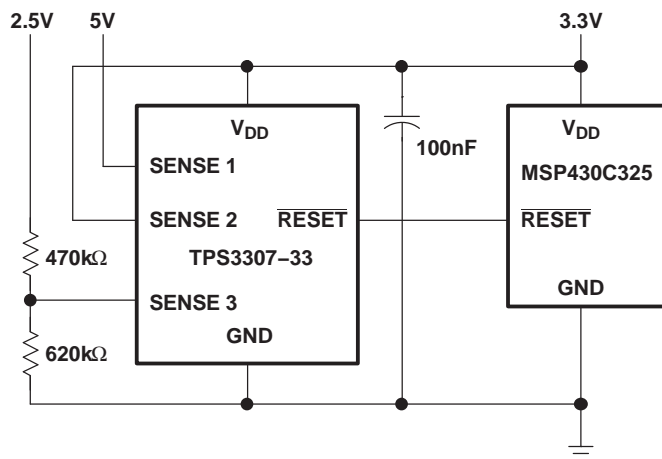 2.5V 5V 3.3V
VDD VDD
100nF
SENSE 1 MSP430C325
SENSE 2 RESET RESET
470kΩ TPS3307–33
SENSE 3 GND
GND
620kΩ